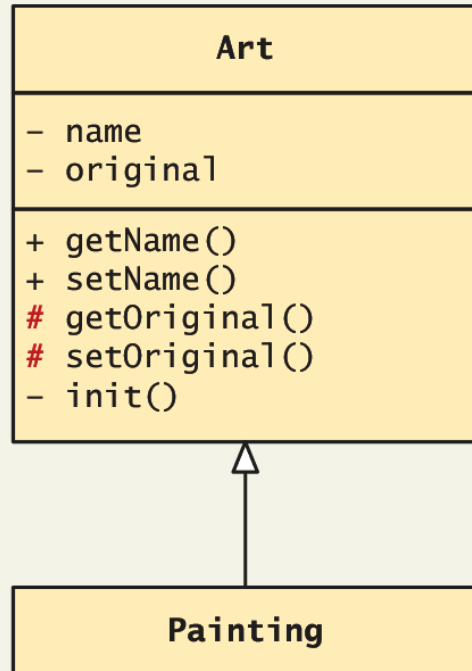 Art
- name
- original
+ getName()
+ setName()
# getOriginal()
# setOriginal()
- init()
Painting